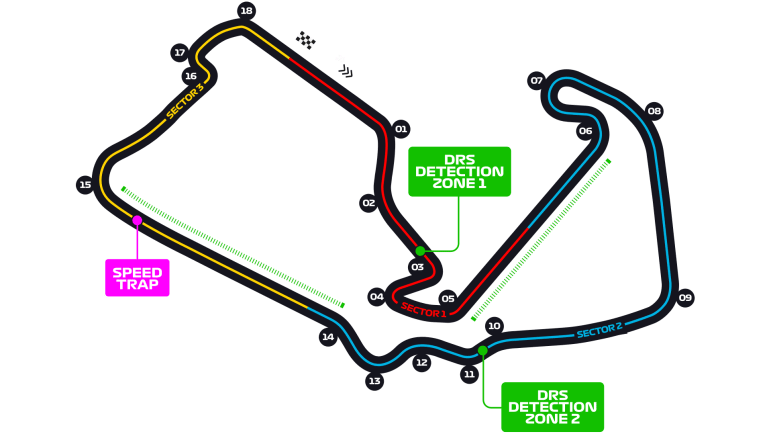 18
17
16
SECTOR 3
01
07
08
06
DRS
DETECTION
ZONE 1
15
02
03
SPEED
TRAP
04
05
SECTOR 1
09
10
SECTOR 2
14
12
11
13
DRS
DETECTION
ZONE 2